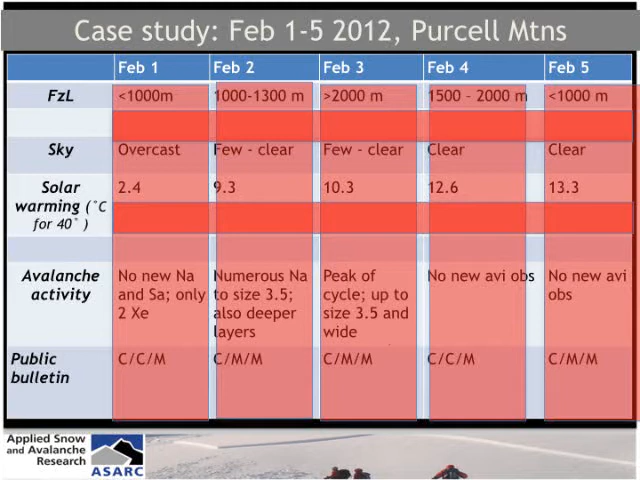 Case study: Feb 1-5 2012, Purcell Mtns
Feb 1 Feb 2 Feb 3 Feb 4 Feb 5
FzL <1000m 1000-1300 m >2000 m 1500 - 2000 m <1000 m
Sky Overcast Few - clear Few - clear Clear Clear
Solar warming (°C for 40° ) 2.4 9.3 10.3 12.6 13.3
Avalanche activity No new Na and Sa; only 2 Xe Numerous Na to size 3.5; also deeper layers Peak of cycle; up to size 3.5 and wide No new avi obs No new avi obs
Public bulletin C/C/M C/M/M C/M/M C/C/M C/M/M
Applied Snow
and Avalanche
Research
ASARC